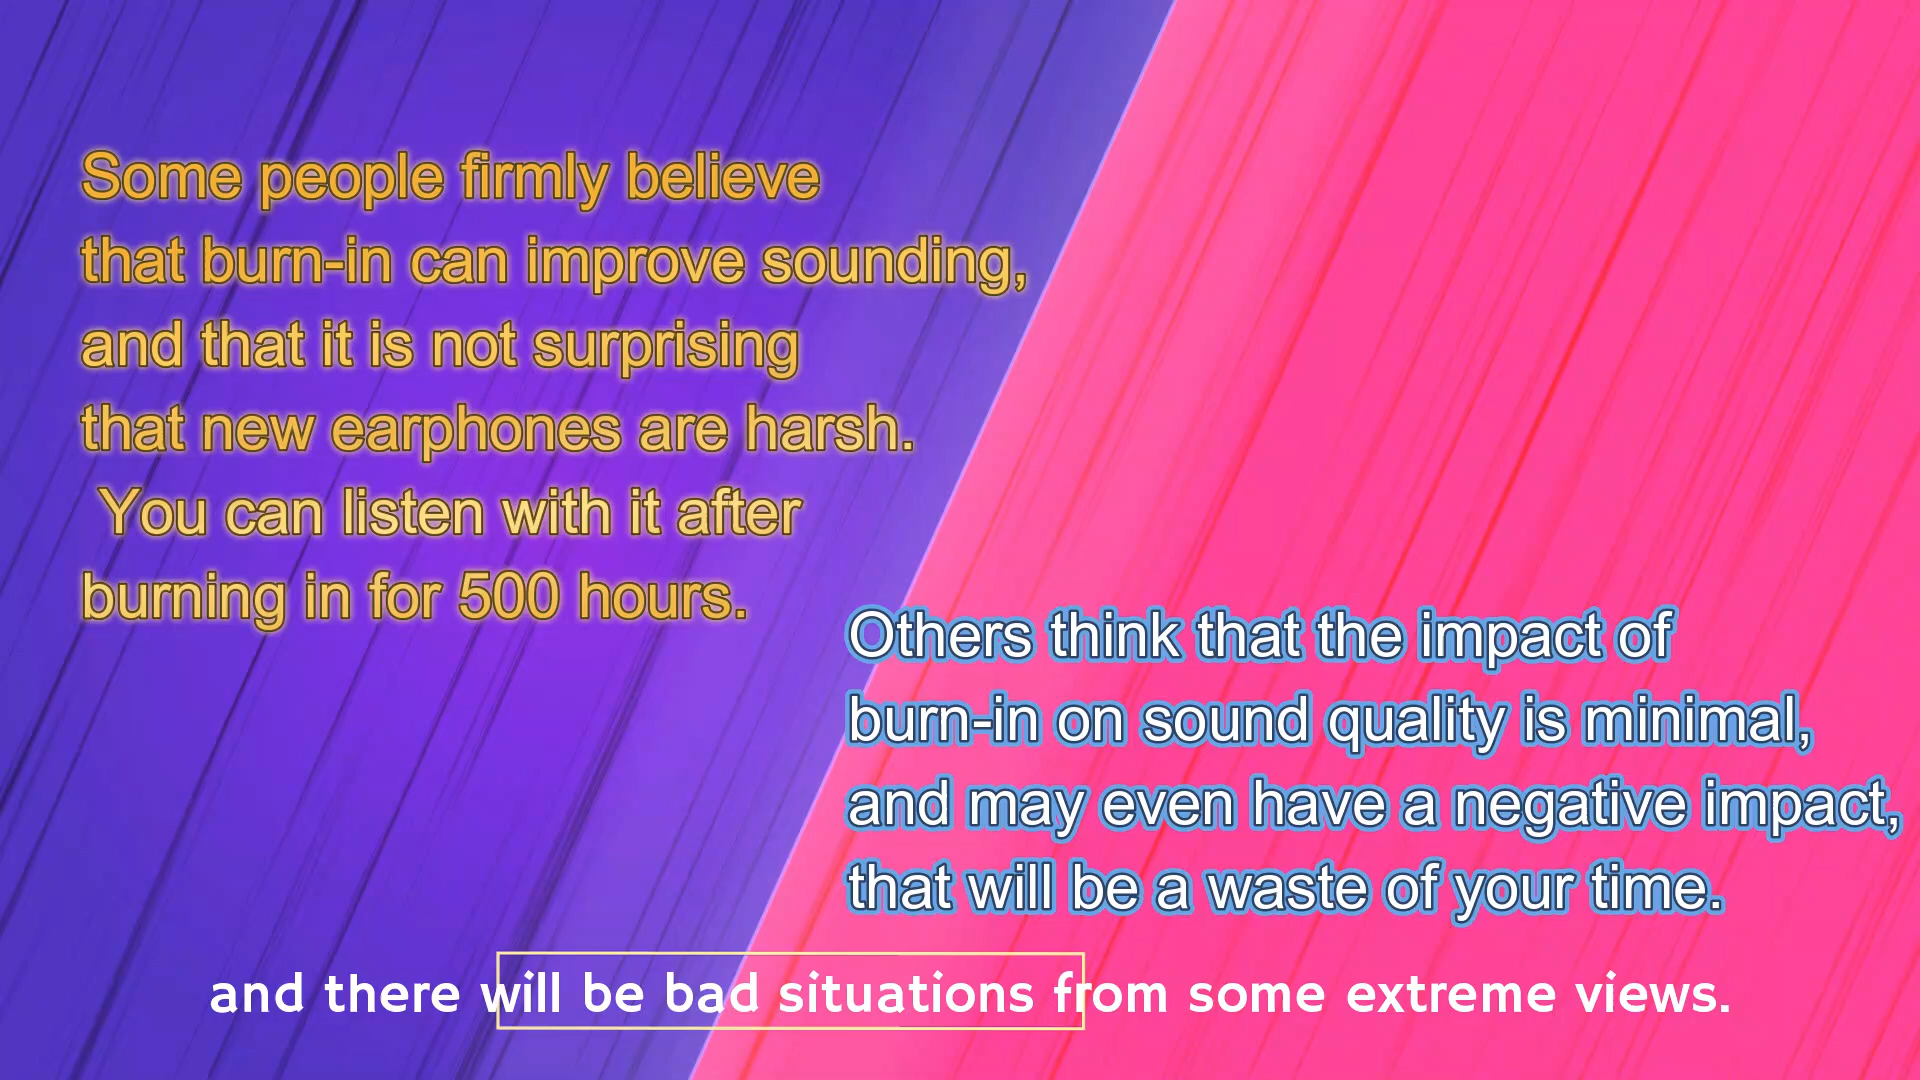 Some people firmly believe
that burn-in can improve sounding,
and that it is not surprising
that new earphones are harsh.
You can listen with it after
burning in for 500 hours.
Others think that the impact of
burn-in on sound quality is minimal,
and may even have a negative impact,
that will be a waste of your time.
and there will be bad situations from some extreme views.